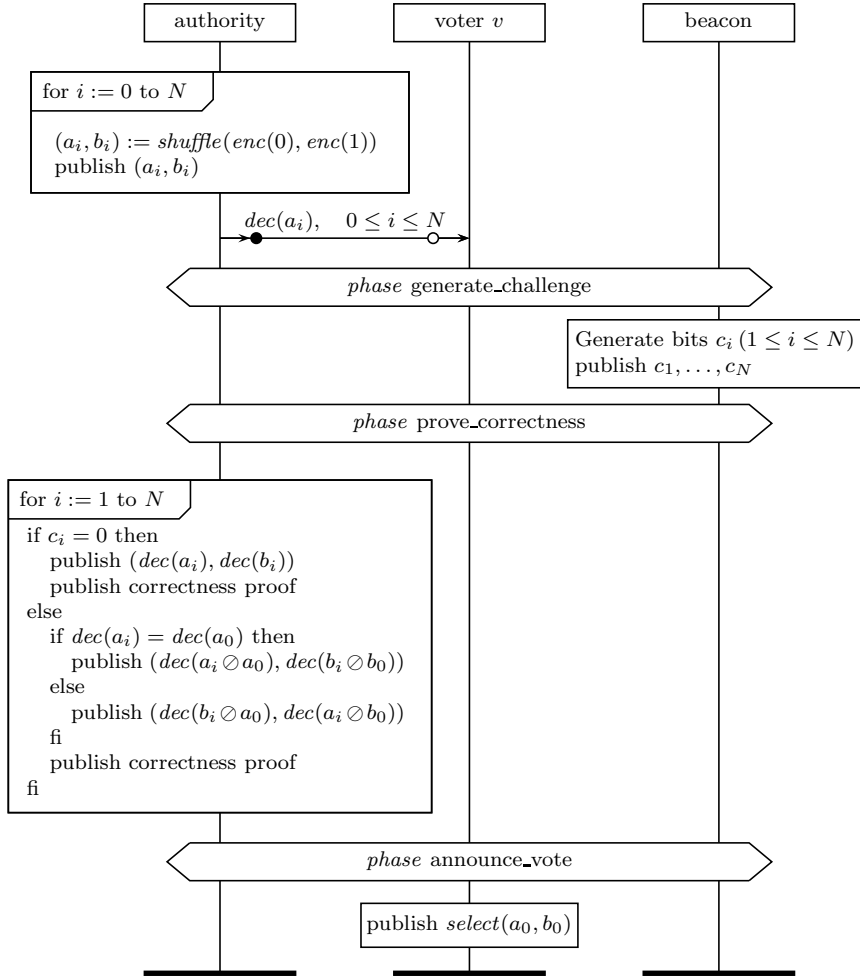 authority voter v beacon
for i := 0 to N
(a_i, b_i) := shuffle(enc(0), enc(1))
publish (a_i, b_i)
dec(a_i), 0 ≤ i ≤ N
phase generate_challenge
Generate bits c_i (1 ≤ i ≤ N)
publish c_1, . . . , c_N
phase prove_correctness
for i := 1 to N
if c_i = 0 then
publish (dec(a_i), dec(b_i))
publish correctness proof
else
if dec(a_i) = dec(a_0) then
publish (dec(a_i ⊘ a_0), dec(b_i ⊘ b_0))
else
publish (dec(b_i ⊘ a_0), dec(a_i ⊘ b_0))
fi
publish correctness proof
fi
phase announce_vote
publish select(a_0, b_0)